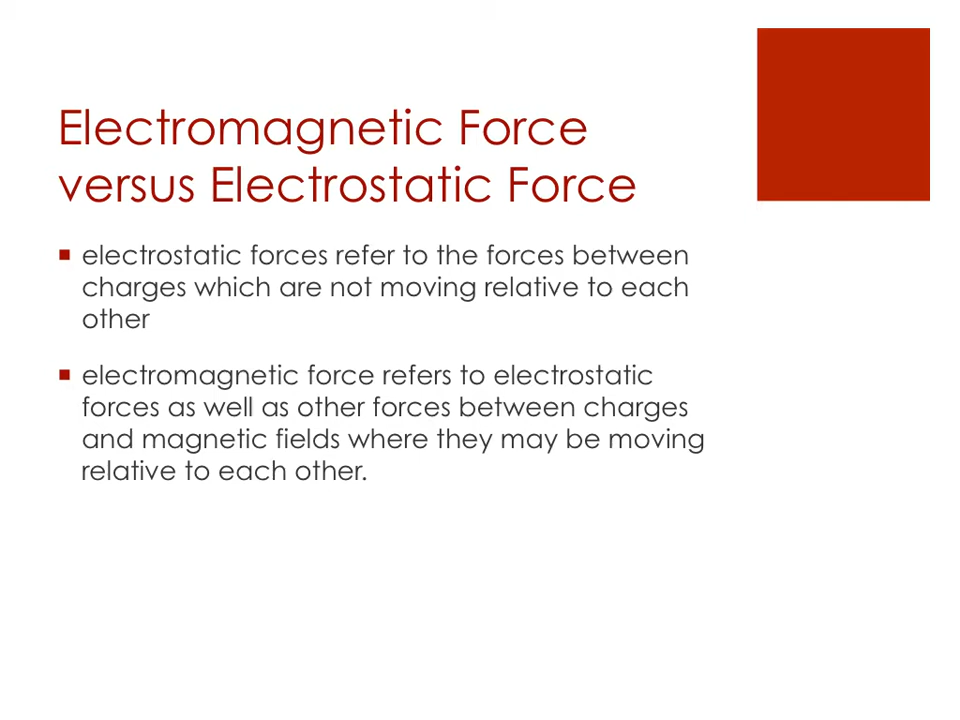 Electromagnetic Force
versus Electrostatic Force
electrostatic forces refer to the forces between
charges which are not moving relative to each
other
electromagnetic force refers to electrostatic
forces as well as other forces between charges
and magnetic fields where they may be moving
relative to each other.